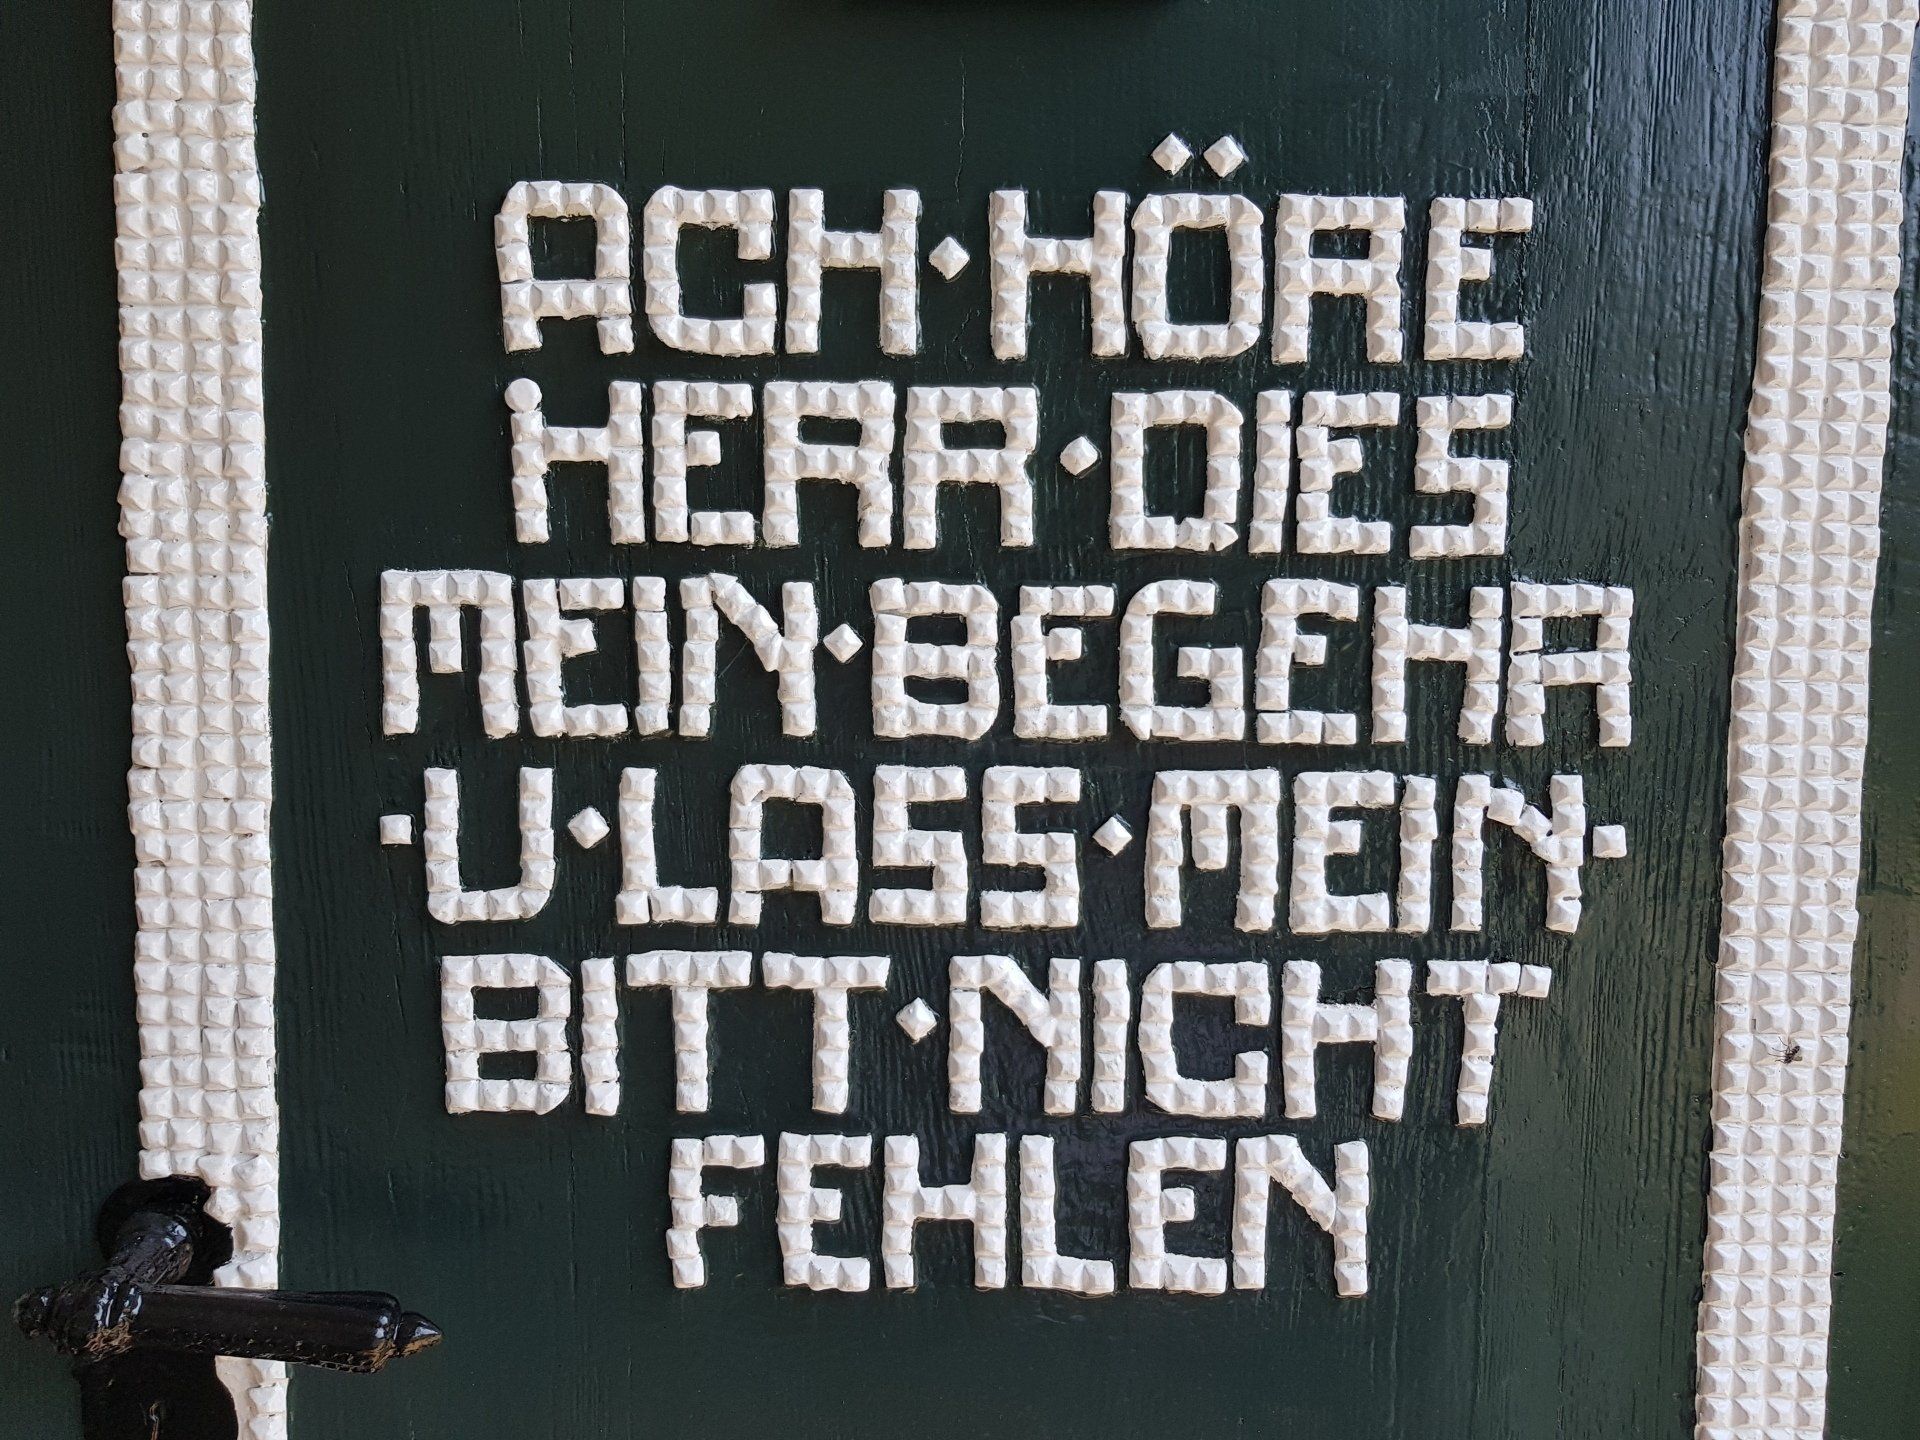 ACH·HÖRE
HERR·DIES
MEIN·BEGEHR
·U·LASS·MEIN·
BITT·NICHT
FEHLEN